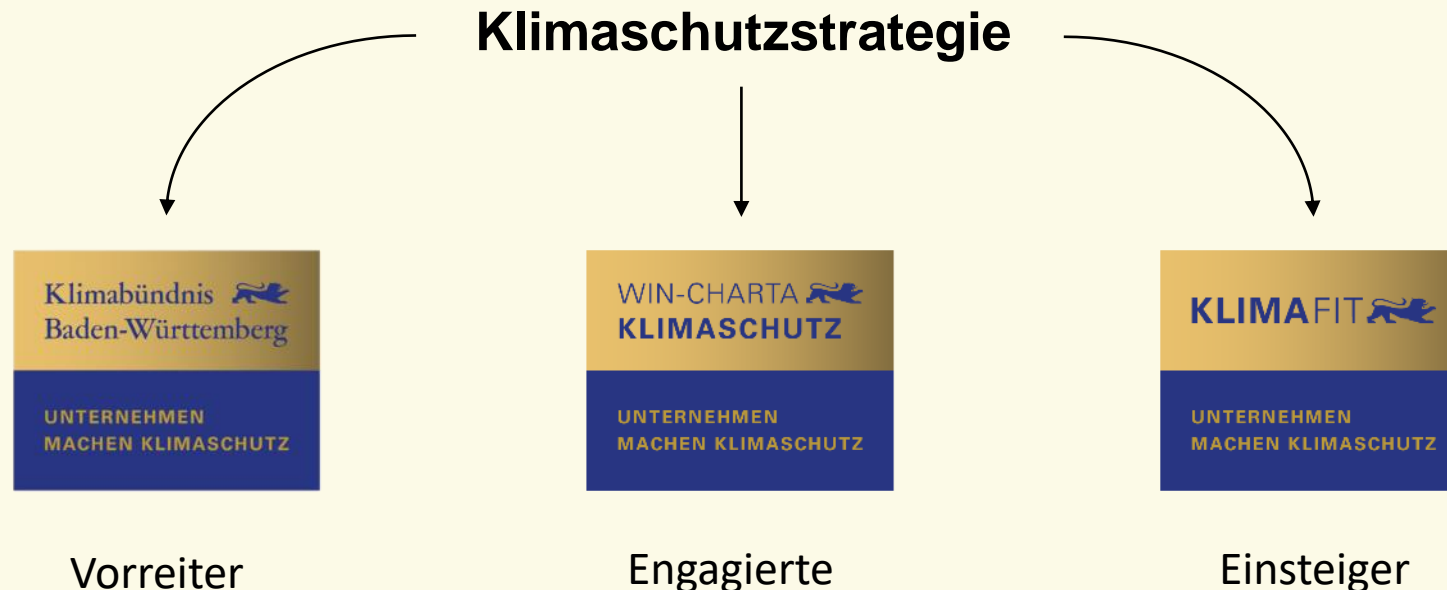 Klimaschutzstrategie
Klimabündnis
Baden-Württemberg
UNTERNEHMEN
MACHEN KLIMASCHUTZ
Vorreiter
WIN-CHARTA
KLIMASCHUTZ
UNTERNEHMEN
MACHEN KLIMASCHUTZ
Engagierte
KLIMAFIT
UNTERNEHMEN
MACHEN KLIMASCHUTZ
Einsteiger